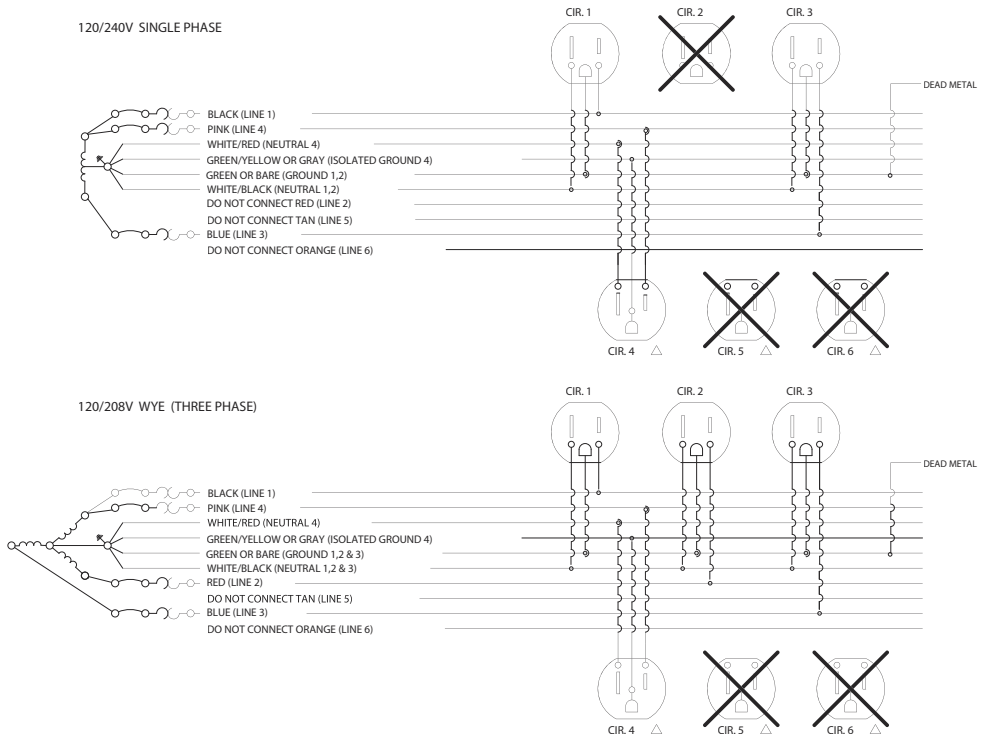 CIR. 1 CIR. 2 CIR. 3
120/240V SINGLE PHASE
DEAD METAL
BLACK (LINE 1)
PINK (LINE 4)
WHITE/RED (NEUTRAL 4)
GREEN/YELLOW OR GRAY (ISOLATED GROUND 4)
GREEN OR BARE (GROUND 1,2)
WHITE/BLACK (NEUTRAL 1,2)
DO NOT CONNECT RED (LINE 2)
DO NOT CONNECT TAN (LINE 5)
BLUE (LINE 3)
DO NOT CONNECT ORANGE (LINE 6)
CIR. 4 CIR. 5 CIR. 6
CIR. 1 CIR. 2 CIR. 3
120/208V WYE (THREE PHASE)
DEAD METAL
BLACK (LINE 1)
PINK (LINE 4)
WHITE/RED (NEUTRAL 4)
GREEN/YELLOW OR GRAY (ISOLATED GROUND 4)
GREEN OR BARE (GROUND 1,2 & 3)
WHITE/BLACK (NEUTRAL 1,2 & 3)
RED (LINE 2)
DO NOT CONNECT TAN (LINE 5)
BLUE (LINE 3)
DO NOT CONNECT ORANGE (LINE 6)
CIR. 4 CIR. 5 CIR. 6